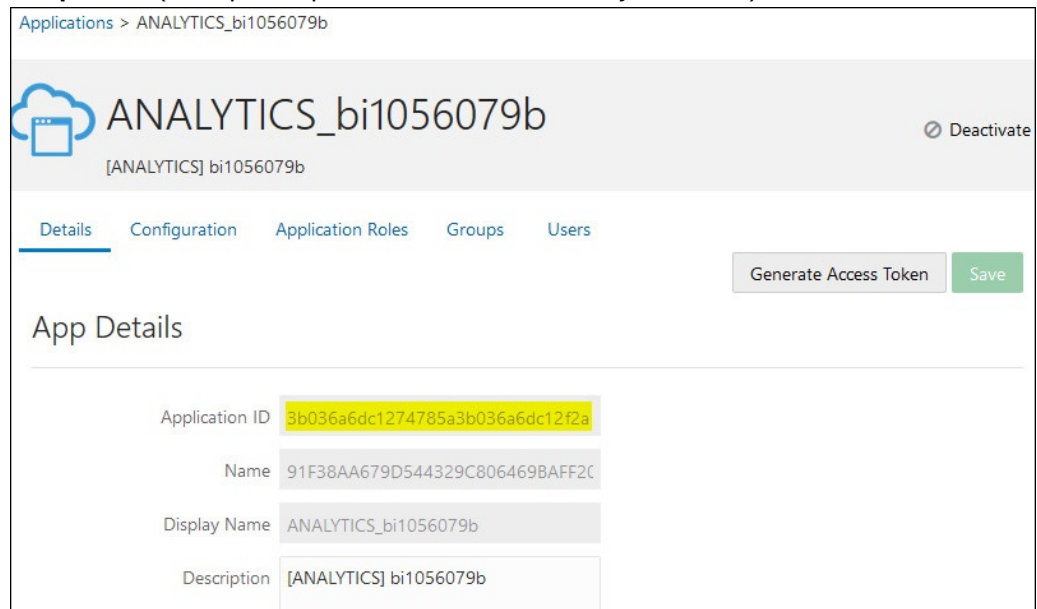 Applications > ANALYTICS_bi1056079b
ANALYTICS_bi1056079b
Deactivate
[ANALYTICS] bi1056079b
Details Configuration Application Roles Groups Users
Generate Access Token Save
App Details
Application ID 3b036a6dc1274785a3b036a6dc12f2a
Name 91F38AA679D544329C806469BAFF2C
Display Name ANALYTICS_bi1056079b
Description [ANALYTICS] bi1056079b